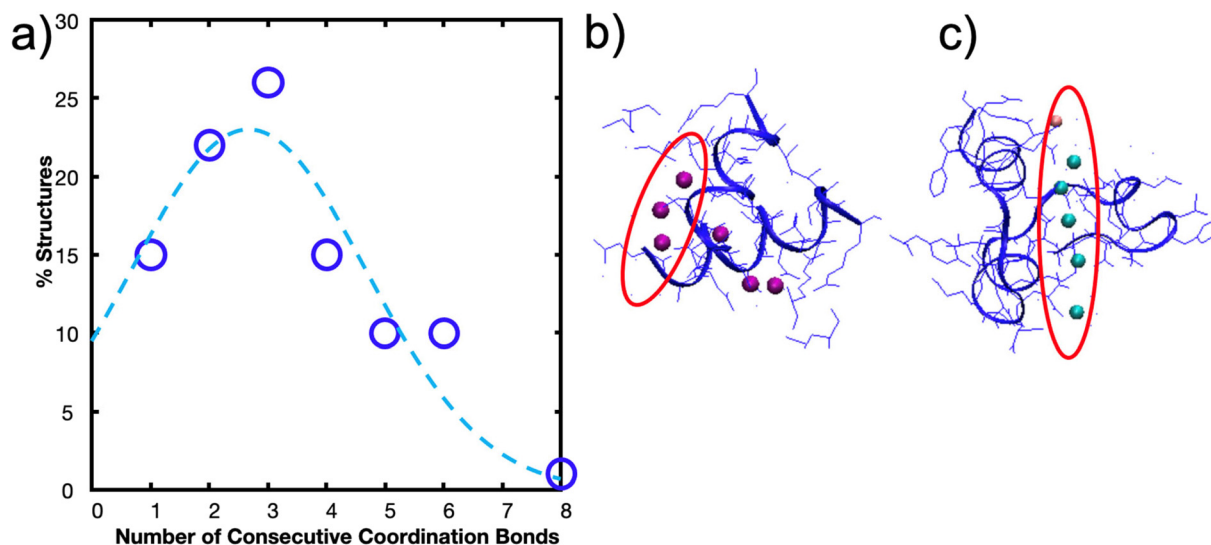 a)
b)
c)
30
25
20
15
10
5
0
% Structures
0 1 2 3 4 5 6 7 8
Number of Consecutive Coordination Bonds